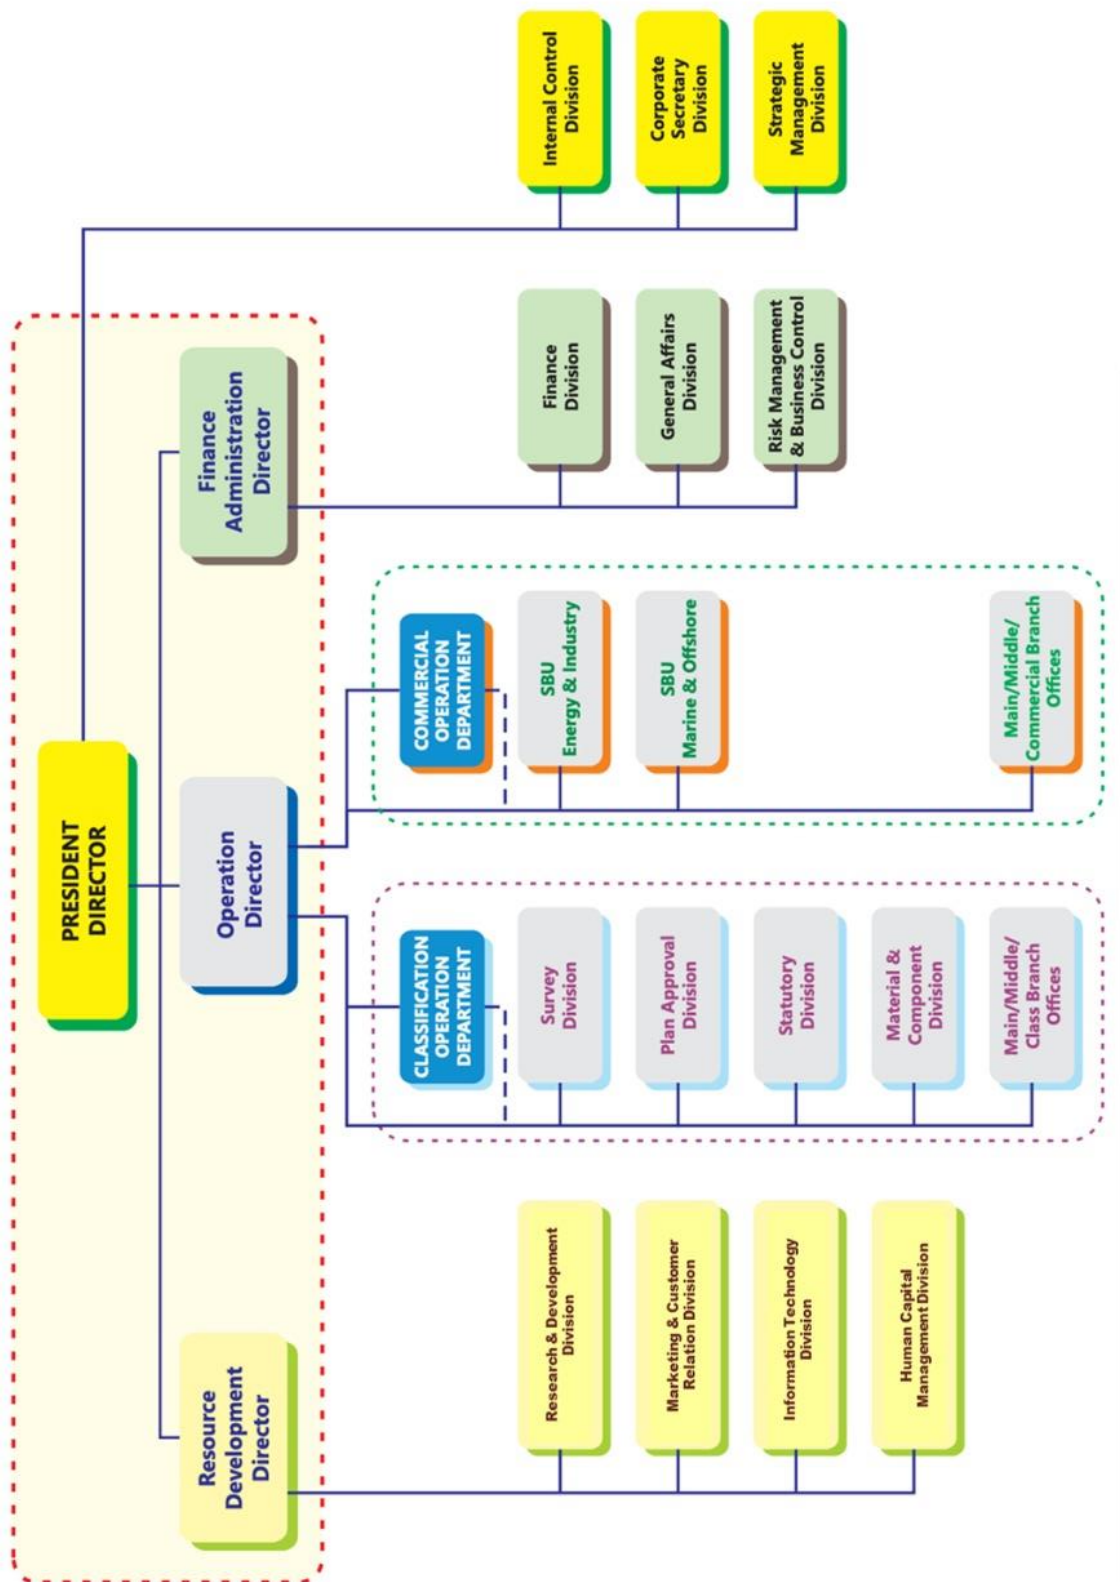 PRESIDENT
DIRECTOR
Resource
Development
Director
Operation
Director
Finance
Administration
Director
Research & Development
Division
Marketing & Customer
Relation Division
Information Technology
Division
Human Capital
Management Division
CLASSIFICATION
OPERATION
DEPARTMENT
Survey
Division
Plan Approval
Division
Statutory
Division
Material &
Component
Division
Main/Middle/
Class Branch
Offices
COMMERCIAL
OPERATION
DEPARTMENT
SBU
Energy & Industry
SBU
Marine & Offshore
Main/Middle/
Commercial Branch
Offices
Finance
Division
General Affairs
Division
Risk Management
& Business Control
Division
Internal Control
Division
Corporate
Secretary
Division
Strategic
Management
Division